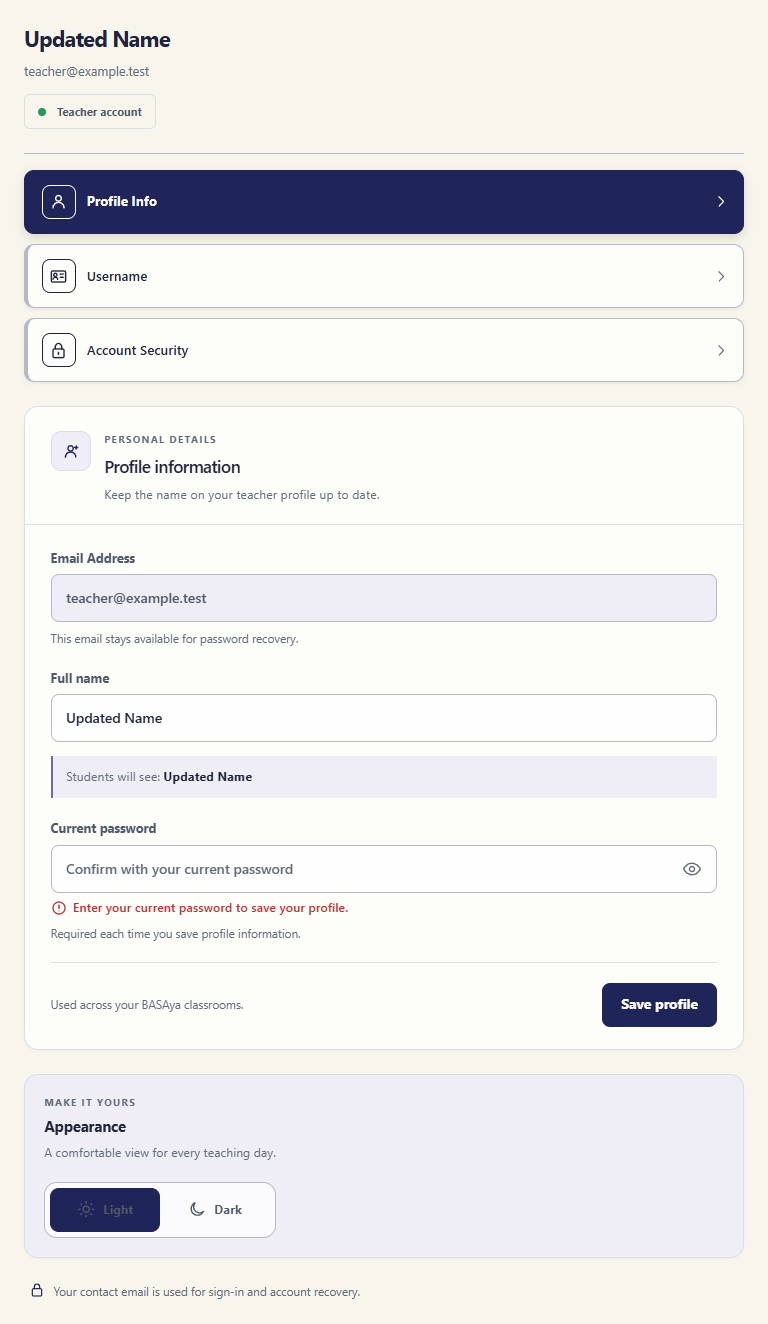 Updated Name
teacher@example.test
Teacher account
Profile Info
Username
Account Security
PERSONAL DETAILS
Profile information
Keep the name on your teacher profile up to date.
Email Address
teacher@example.test
This email stays available for password recovery.
Full name
Updated Name
Students will see: Updated Name
Current password
Confirm with your current password
Enter your current password to save your profile.
Required each time you save profile information.
Used across your BASAya classrooms.
Save profile
MAKE IT YOURS
Appearance
A comfortable view for every teaching day.
Light
Dark
Your contact email is used for sign-in and account recovery.